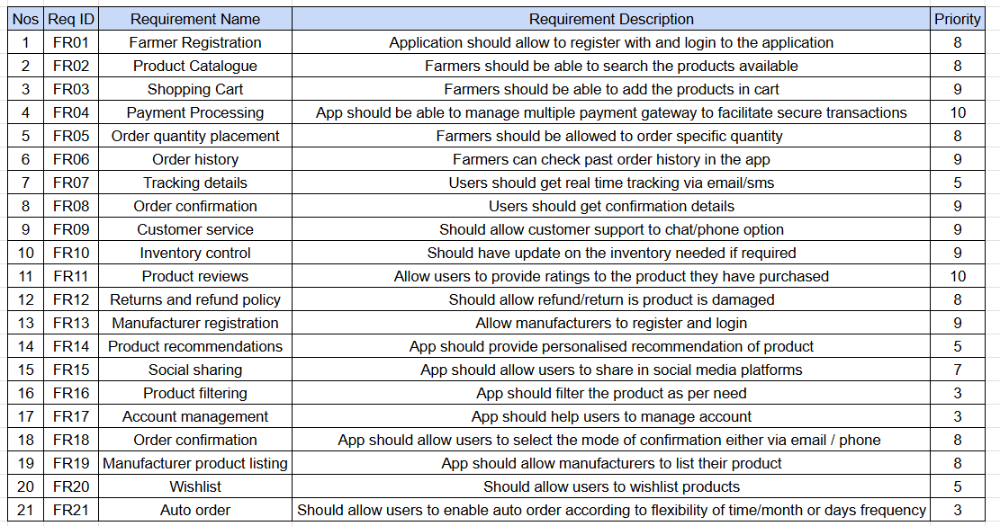 Nos Req ID Requirement Name Requirement Description Priority
1 FR01 Farmer Registration Application should allow to register with and login to the application 8
2 FR02 Product Catalogue Farmers should be able to search the products available 8
3 FR03 Shopping Cart Farmers should be able to add the products in cart 9
4 FR04 Payment Processing App should be able to manage multiple payment gateway to facilitate secure transactions 10
5 FR05 Order quantity placement Farmers should be allowed to order specific quantity 8
6 FR06 Order history Farmers can check past order history in the app 9
7 FR07 Tracking details Users should get real time tracking via email/sms 5
8 FR08 Order confirmation Users should get confirmation details 9
9 FR09 Customer service Should allow customer support to chat/phone option 9
10 FR10 Inventory control Should have update on the inventory needed if required 9
11 FR11 Product reviews Allow users to provide ratings to the product they have purchased 10
12 FR12 Returns and refund policy Should allow refund/return is product is damaged 8
13 FR13 Manufacturer registration Allow manufacturers to register and login 9
14 FR14 Product recommendations App should provide personalised recommendation of product 5
15 FR15 Social sharing App should allow users to share in social media platforms 7
16 FR16 Product filtering App should filter the product as per need 3
17 FR17 Account management App should help users to manage account 3
18 FR18 Order confirmation App should allow users to select the mode of confirmation either via email / phone 8
19 FR19 Manufacturer product listing App should allow manufacturers to list their product 8
20 FR20 Wishlist Should allow users to wishlist products 5
21 FR21 Auto order Should allow users to enable auto order according to flexibility of time/month or days frequency 3